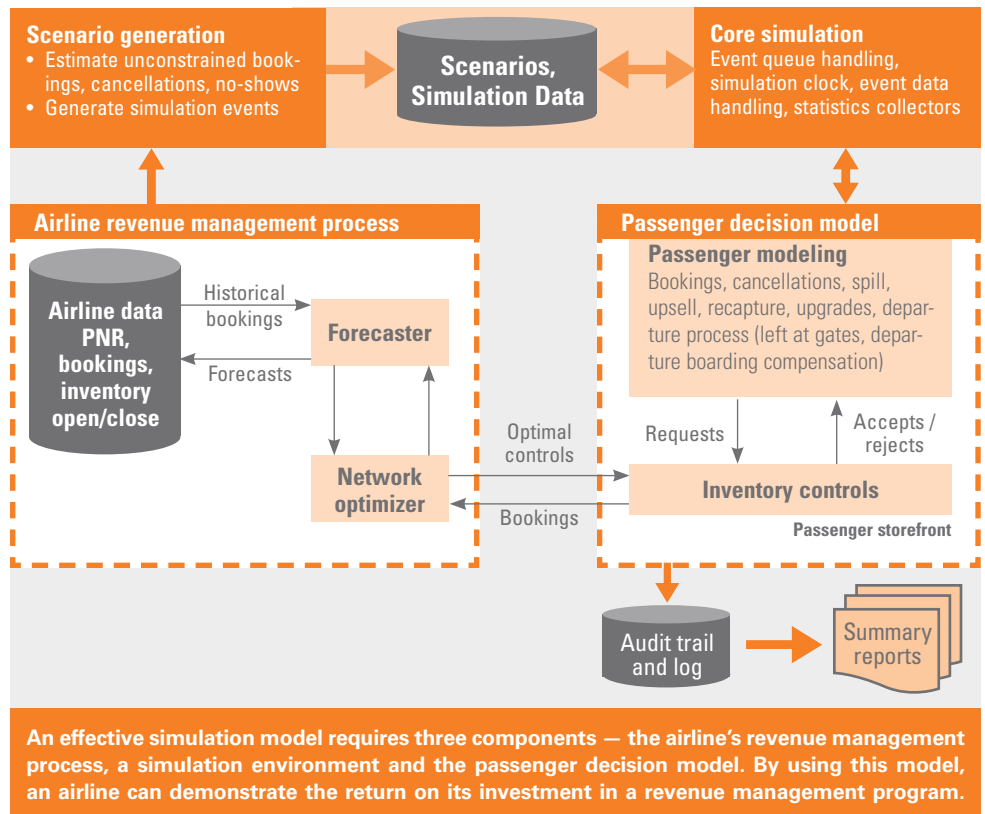 Scenario generation
• Estimate unconstrained book-
ings, cancellations, no-shows
• Generate simulation events
Scenarios,
Simulation Data
Core simulation
Event queue handling,
simulation clock, event data
handling, statistics collectors
Airline revenue management process
Airline data
PNR,
bookings,
inventory
open/close
Historical
bookings
Forecasts
Forecaster
Network
optimizer
Optimal
controls
Bookings
Passenger decision model
Passenger modeling
Bookings, cancellations, spill,
upsell, recapture, upgrades, depar-
ture process (left at gates, depar-
ture boarding compensation)
Requests
Accepts /
rejects
Inventory controls
Passenger storefront
Audit trail
and log
Summary
reports
An effective simulation model requires three components — the airline’s revenue management
process, a simulation environment and the passenger decision model. By using this model,
an airline can demonstrate the return on its investment in a revenue management program.